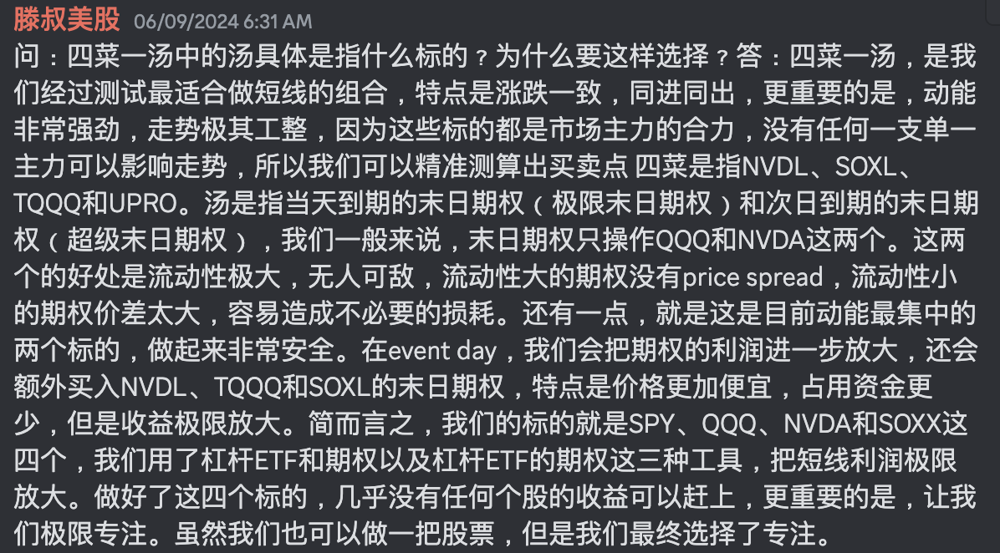 滕叔美股 06/09/2024 6:31 AM
问：四菜一汤中的汤具体是指什么标的？为什么要这样选择？答：四菜一汤，是我
们经过测试最适合做短线的组合，特点是涨跌一致，同进同出，更重要的是，动能
非常强劲，走势极其工整，因为这些标的都是市场主力的合力，没有任何一支单一
主力可以影响走势，所以我们可以精准测算出买卖点 四菜是指NVDL、SOXL、
TQQQ和UPRO。汤是指当天到期的末日期权（极限末日期权）和次日到期的末日期
权（超级末日期权），我们一般来说，末日期权只操作QQQ和NVDA这两个。这两
个的好处是流动性极大，无人可敌，流动性大的期权没有price spread，流动性小
的期权价差太大，容易造成不必要的损耗。还有一点，就是这是目前动能最集中的
两个标的，做起来非常安全。在event day，我们会把期权的利润进一步放大，还会
额外买入NVDL、TQQQ和SOXL的末日期权，特点是价格更加便宜，占用资金更
少，但是收益极限放大。简而言之，我们的标的就是SPY、QQQ、NVDA和SOXX这
四个，我们用了杠杆ETF和期权以及杠杆ETF的期权这三种工具，把短线利润极限
放大。做好了这四个标的，几乎没有任何个股的收益可以赶上，更重要的是，让我
们极限专注。虽然我们也可以做一把股票，但是我们最终选择了专注。